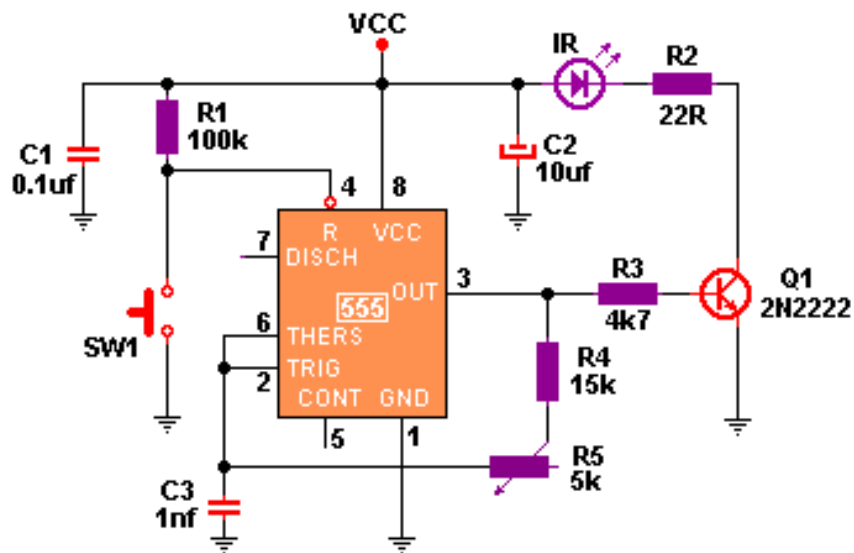 VCC
IR
R2
22R
R1
100k
C1
0.1uf
C2
10uf
4
8
R
VCC
7
DISCH
OUT
3
555
R3
4k7
Q1
2N2222
6
THERS
TRIG
2
SW1
R4
15k
CONT
GND
5
1
R5
5k
C3
1nf